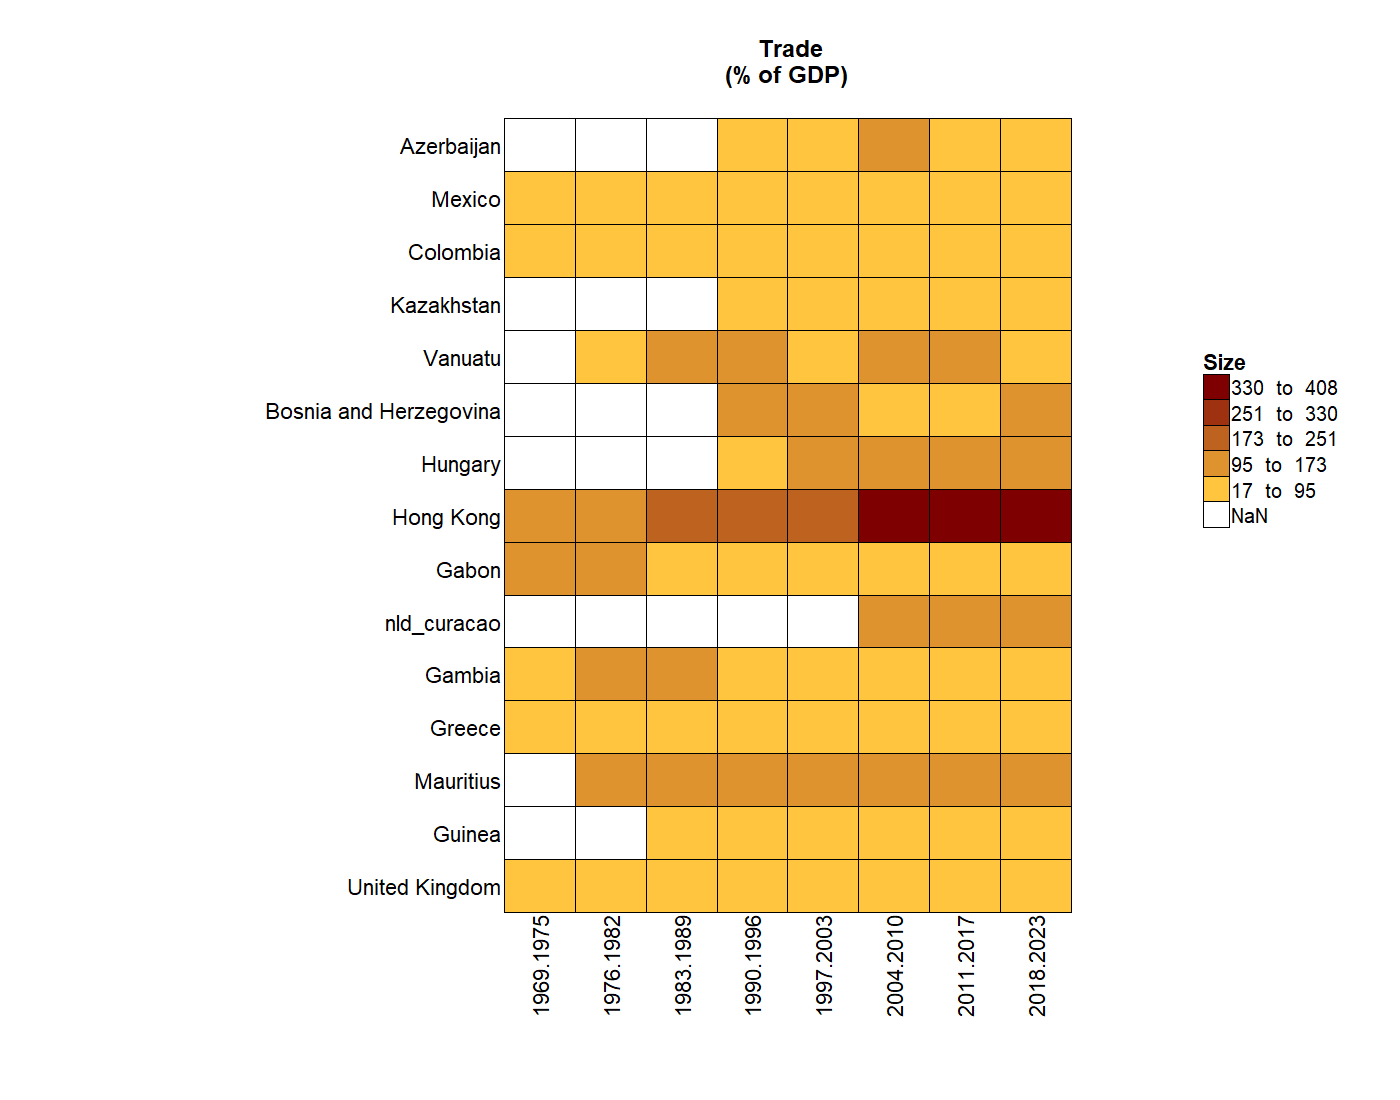 Trade
(% of GDP)
Azerbaijan
Mexico
Colombia
Kazakhstan
Vanuatu
Bosnia and Herzegovina
Hungary
Hong Kong
Gabon
nld_curacao
Gambia
Greece
Mauritius
Guinea
United Kingdom
1969.1975
1976.1982
1983.1989
1990.1996
1997.2003
2004.2010
2011.2017
2018.2023
Size
330 to 408
251 to 330
173 to 251
95 to 173
17 to 95
NaN